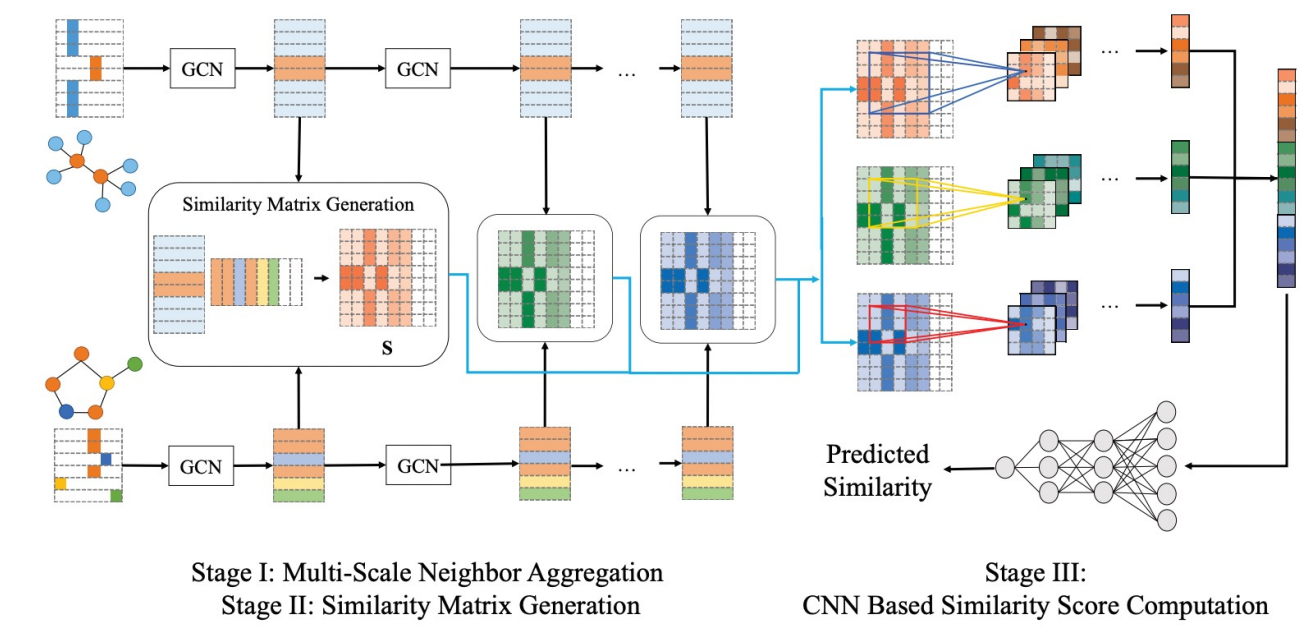 GCN
GCN
...
...
Similarity Matrix Generation
S
...
...
GCN
GCN
...
Predicted
Similarity
Stage I: Multi-Scale Neighbor Aggregation
Stage II: Similarity Matrix Generation
Stage III:
CNN Based Similarity Score Computation